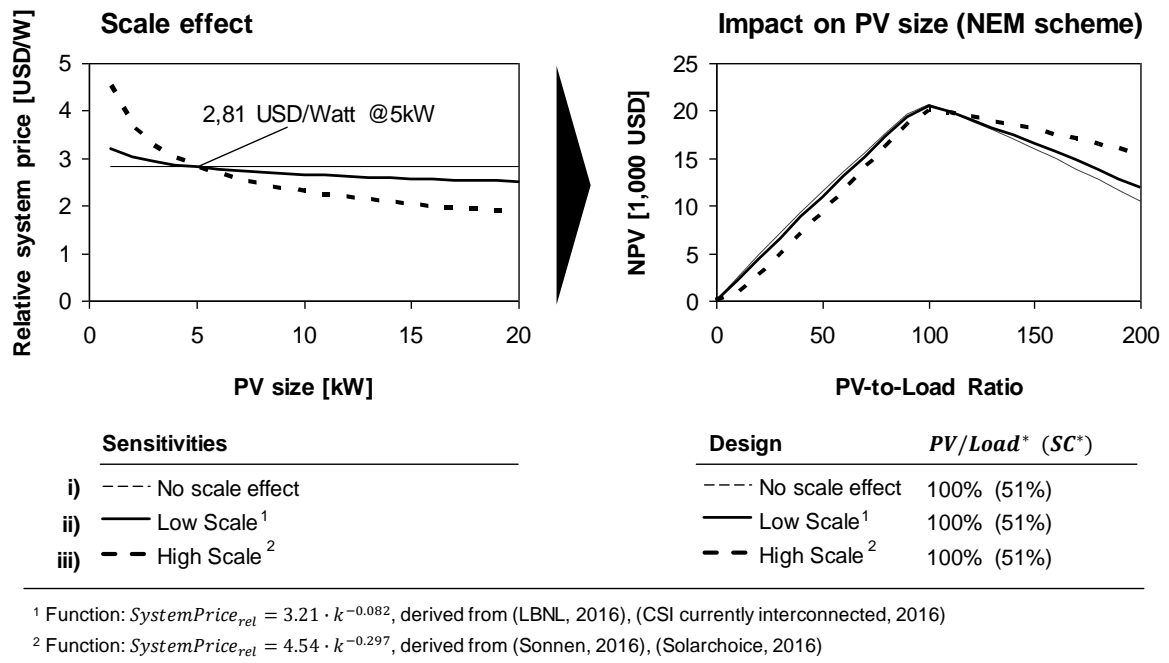 Scale effect
Relative system price [USD/W]
5
4
3
2
1
0
2,81 USD/Watt @5kW
0 5 10 15 20
PV size [kW]
Impact on PV size (NEM scheme)
NPV [1,000 USD]
25
20
15
10
5
0
0 50 100 150 200
PV-to-Load Ratio
Sensitivities
i) No scale effect
ii) Low Scale¹
iii) High Scale²
Design PV/Load* (SC*)
No scale effect 100% (51%)
Low Scale¹ 100% (51%)
High Scale² 100% (51%)
¹ Function: SystemPrice_rel = 3.21 · k^−0.082, derived from (LBNL, 2016), (CSI currently interconnected, 2016)
² Function: SystemPrice_rel = 4.54 · k^−0.297, derived from (Sonnen, 2016), (Solarchoice, 2016)